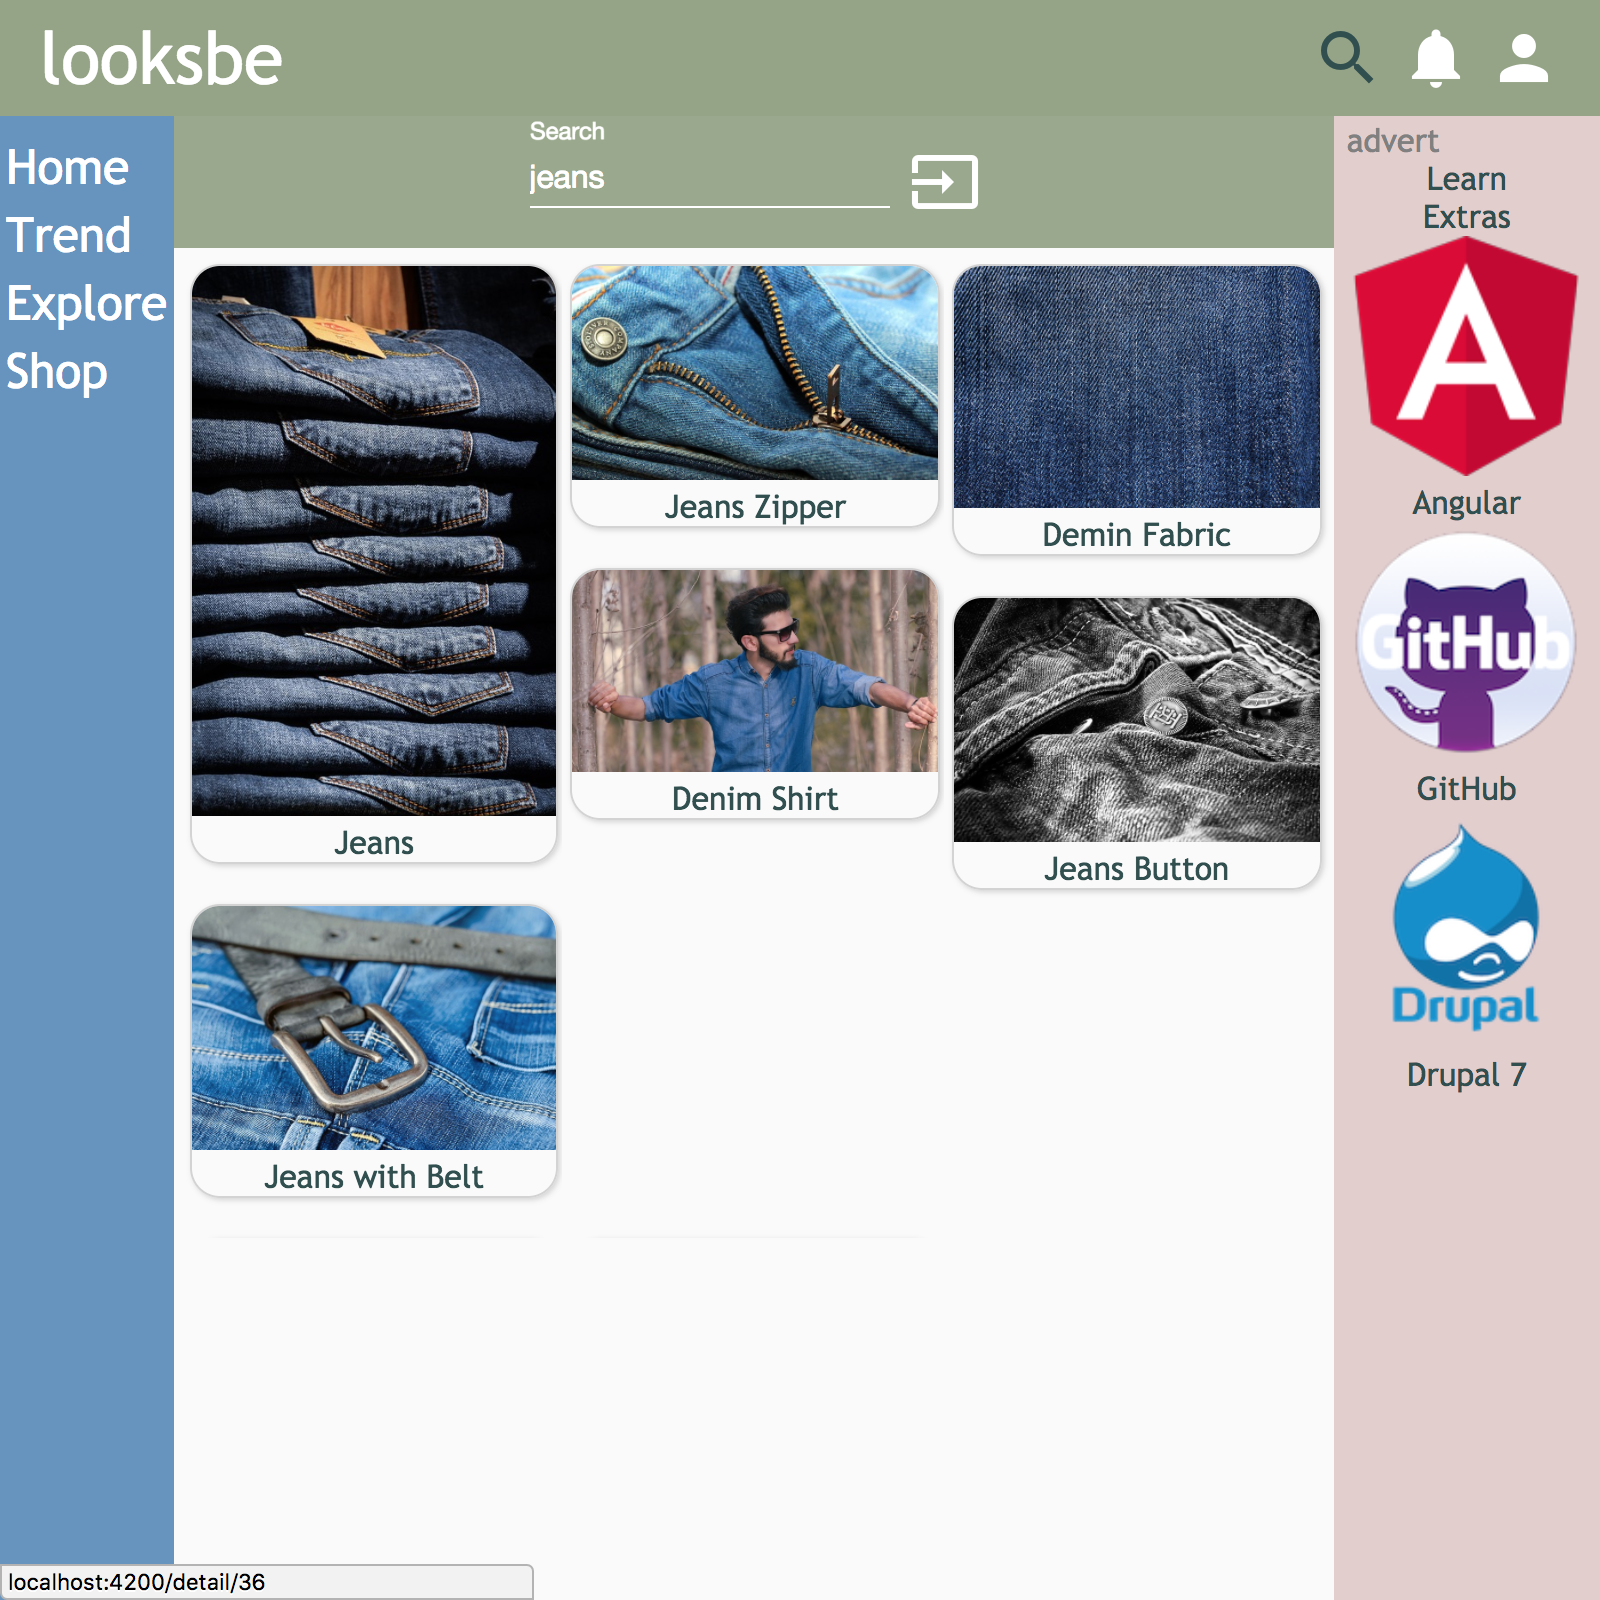 looksbe
Search
jeans
Home
Trend
Explore
Shop
Jeans
Jeans Zipper
Demin Fabric
Denim Shirt
Jeans Button
Jeans with Belt
advert
Learn
Extras
Angular
GitHub
GitHub
Drupal
Drupal 7
localhost:4200/detail/36